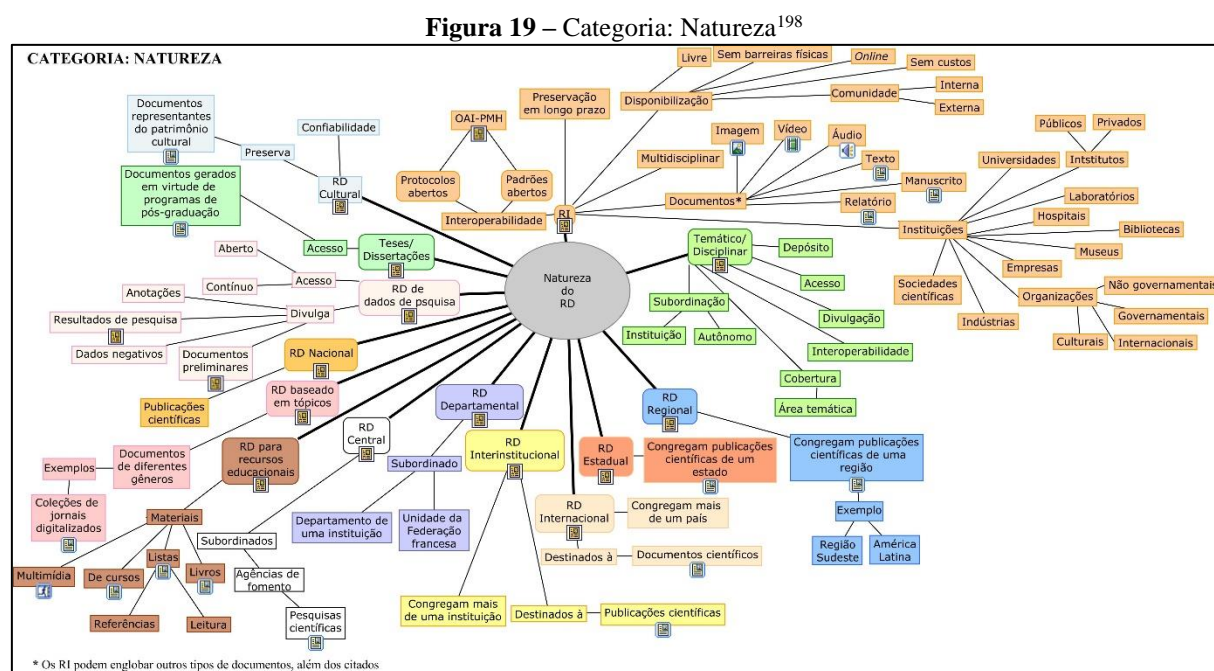 Figura 19 – Categoria: Natureza198
CATEGORIA: NATUREZA
Documentos
representantes
do patrimônio
cultural
Preserva
Confiabilidade
RD
Cultural
Documentos gerados
em virtude de
programas de
pós-graduação
Acesso
Teses/
Dissertações
OAI-PMH
Protocolos
abertos
Padrões
abertos
Interoperabilidade
Preservação
em longo prazo
RI
Multidisciplinar
Livre
Sem barreiras físicas
Online
Sem custos
Disponibilização
Comunidade
Interna
Externa
Imagem
Vídeo
Áudio
Texto
Manuscrito
Relatório
Documentos*
Públicos
Privados
Universidades
Intstitutos
Laboratórios
Hospitais
Bibliotecas
Instituições
Museus
Empresas
Sociedades
científicas
Indústrias
Organizações
Não governamentais
Governamentais
Culturais
Internacionais
Natureza
do
RD
Temático/
Disciplinar
Depósito
Acesso
Divulgação
Interoperabilidade
Subordinação
Instituição
Autônomo
Cobertura
Área temática
Aberto
Contínuo
Acesso
RD de
dados de psquisa
Anotações
Divulga
Resultados de pesquisa
Dados negativos
Documentos
preliminares
RD Nacional
Publicações
científicas
RD baseado
em tópicos
Documentos
de diferentes
gêneros
Exemplos
Coleções de
jornais
digitalizados
RD para
recursos
educacionais
Materiais
Multimídia
De cursos
Listas
Livros
Referências
Leitura
RD
Central
Subordinados
Agências de
fomento
Pesquisas
científicas
RD
Departamental
Subordinado
Departamento de
uma instituição
Unidade da
Federação
francesa
RD
Interinstitucional
Congregam mais
de uma instituição
Destinados à
Publicações científicas
RD
Internacional
Congregam mais
de um país
Destinados à
Documentos científicos
RD
Estadual
Congregam publicações
científicas de um
estado
RD
Regional
Congregam publicações
científicas de uma
região
Exemplo
Região
Sudeste
América
Latina
* Os RI podem englobar outros tipos de documentos, além dos citados